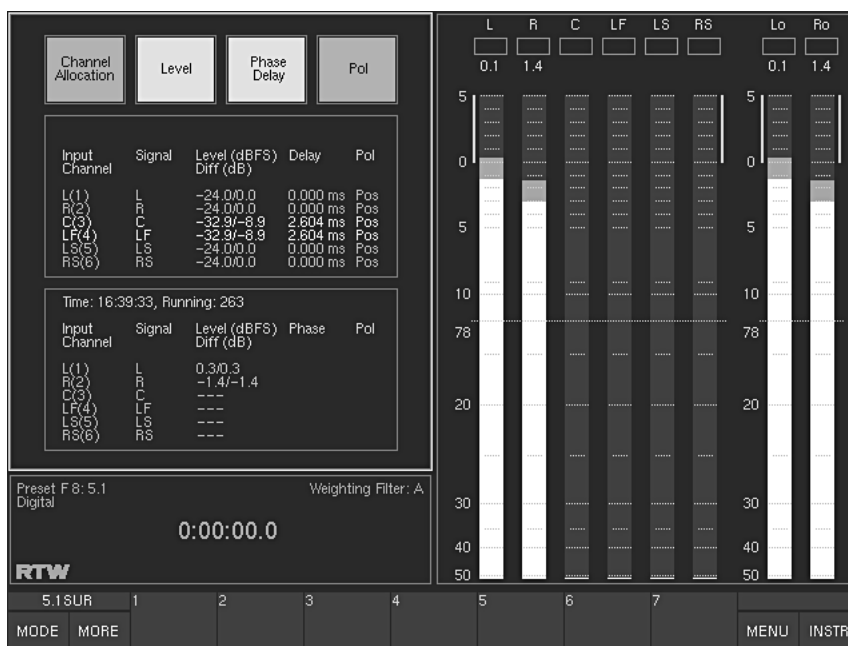 Channel Allocation
Level
Phase Delay
Pol
Input Channel Signal Level (dBFS) Diff (dB) Delay Pol
L(1) L -24.0/0.0 0.000 ms Pos
R(2) R -24.0/0.0 0.000 ms Pos
C(3) C -32.9/-8.9 2.604 ms Pos
LF(4) LF -32.9/-8.9 2.604 ms Pos
LS(5) LS -24.0/0.0 0.000 ms Pos
RS(6) RS -24.0/0.0 0.000 ms Pos
Time: 16:39:33, Running: 263
Input Channel Signal Level (dBFS) Diff (dB) Phase Pol
L(1) L 0.3/0.3
R(2) R -1.4/-1.4
C(3) C ---
LF(4) LF ---
LS(5) LS ---
RS(6) RS ---
Preset F 8: 5.1 Weighting Filter: A
Digital
0:00:00.0
RTW
L R C LF LS RS Lo Ro
0.1 1.4 0.1 1.4
5 5
0 0
5 5
10 10
78 78
20 20
30 30
40 40
50 50
5.1SUR 1 2 3 4 5 6 7
MODE MORE MENU INSTR